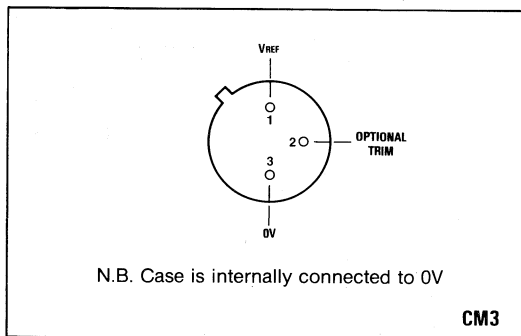 VREF
1
2
OPTIONAL
TRIM
3
0V
N.B. Case is internally connected to 0V
CM3